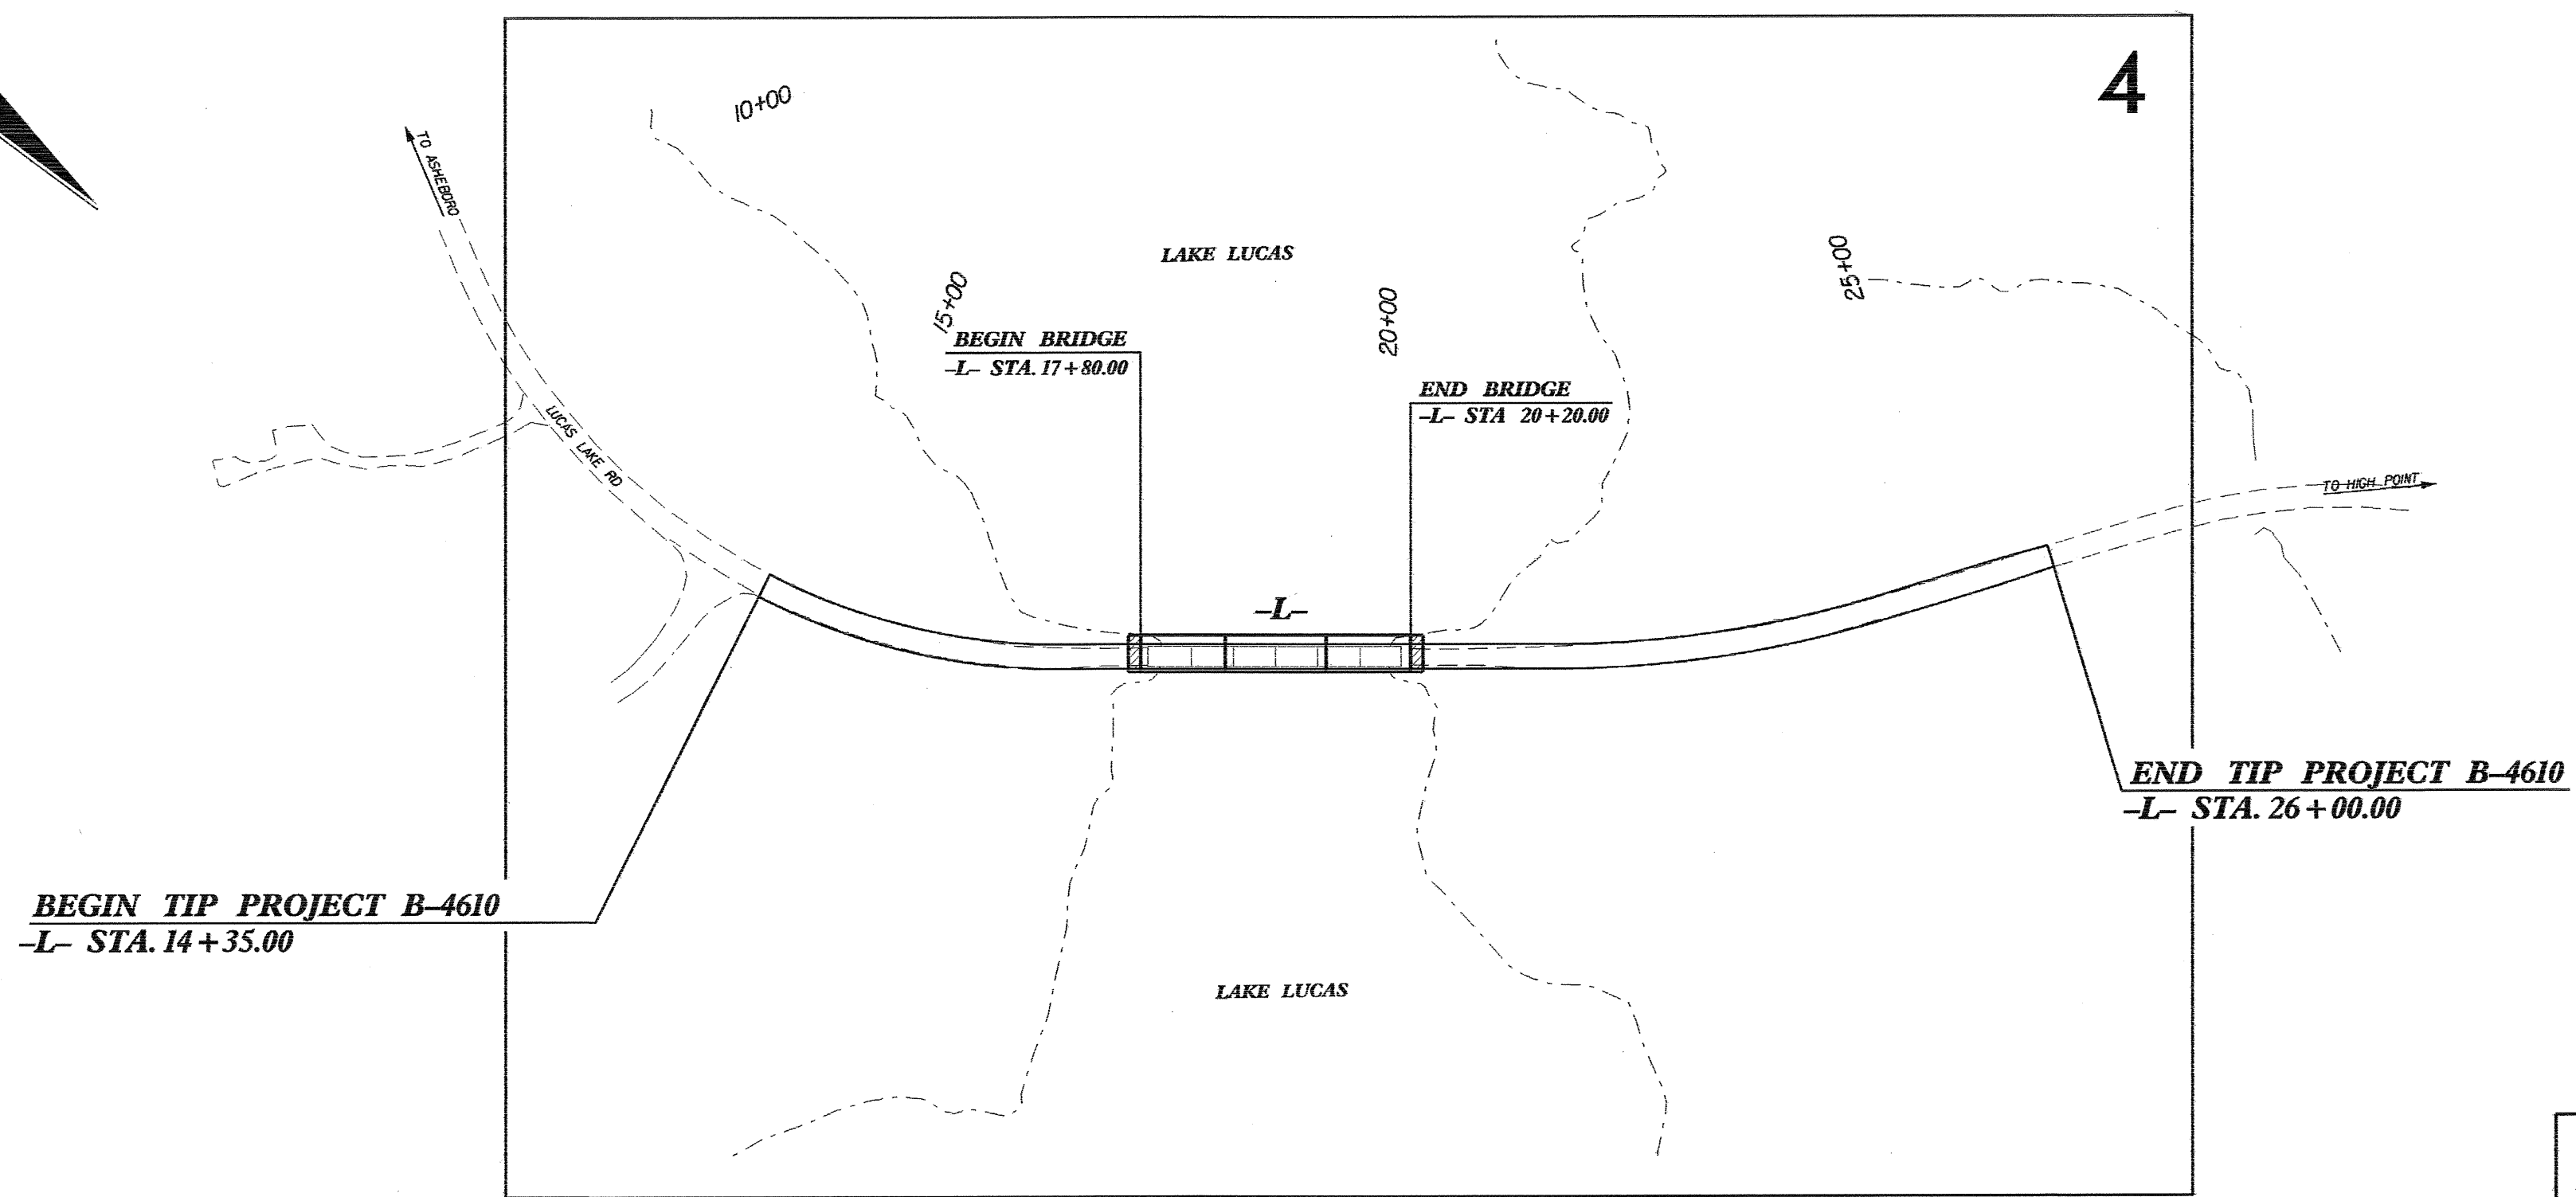 4
10+00
TO ASHEBORO
LAKE LUCAS
15+00
20+00
25+00
BEGIN BRIDGE
-L- STA. 17+80.00
END BRIDGE
-L- STA 20+20.00
LUCAS LAKE RD
TO HIGH POINT
-L-
END TIP PROJECT B-4610
-L- STA. 26+00.00
BEGIN TIP PROJECT B-4610
-L- STA. 14+35.00
LAKE LUCAS